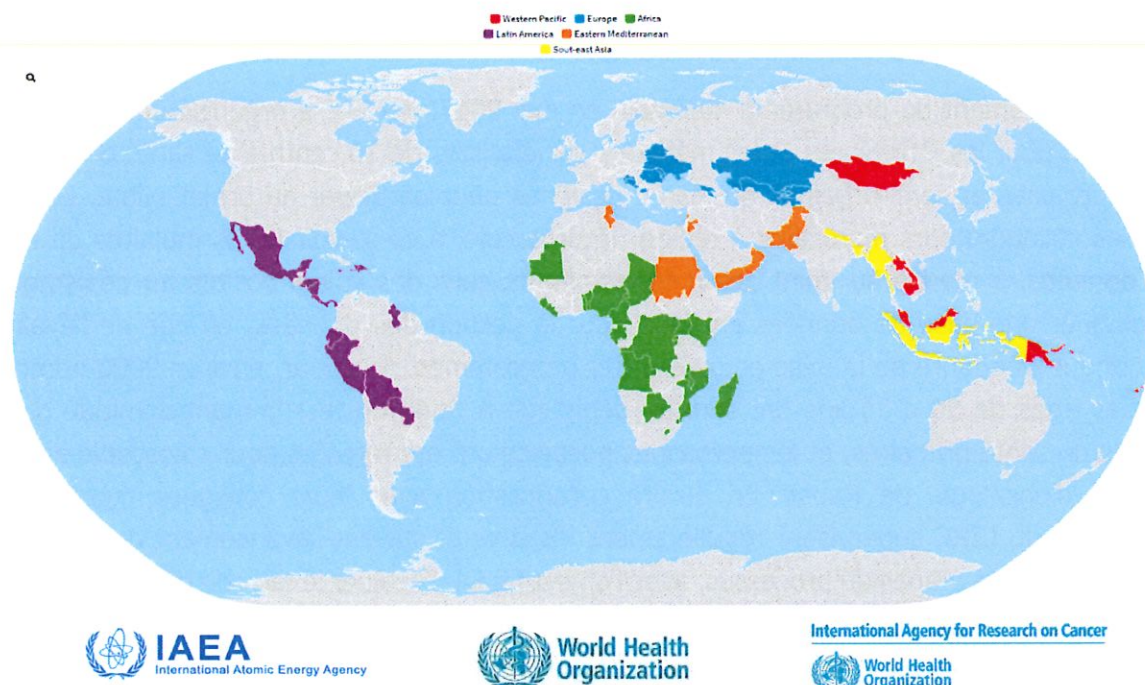 Western Pacific Europe Africa
Latin America Eastern Mediterranean
Sout-east Asia
IAEA
International Atomic Energy Agency
World Health
Organization
International Agency for Research on Cancer
World Health
Organization